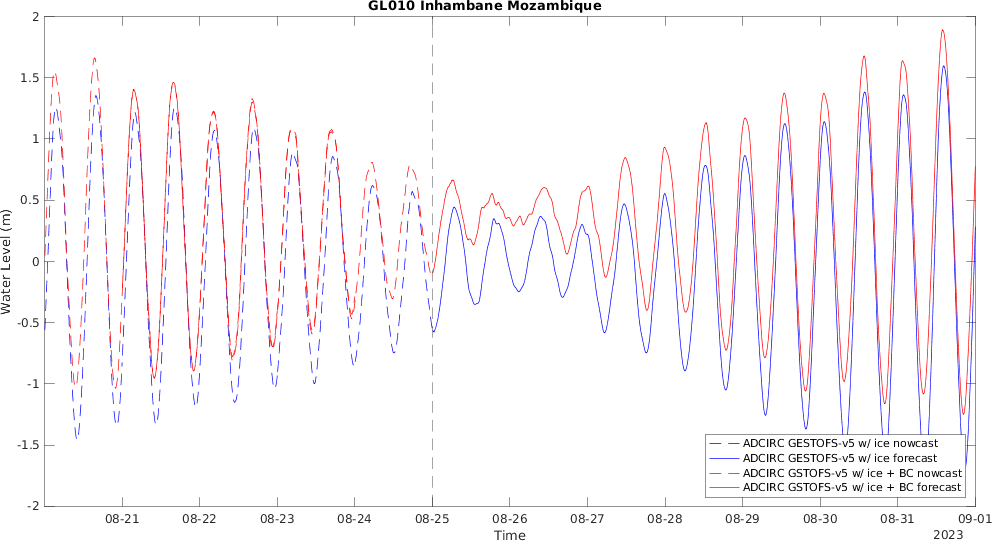 GL010 Inhambane Mozambique
2
1.5
1
0.5
0
-0.5
-1
-1.5
-2
Water Level (m)
ADCIRC GESTOFS-v5 w/ ice nowcast
ADCIRC GESTOFS-v5 w/ ice forecast
ADCIRC GSTOFS-v5 w/ ice + BC nowcast
ADCIRC GSTOFS-v5 w/ ice + BC forecast
08-21 08-22 08-23 08-24 08-25 08-26 08-27 08-28 08-29 08-30 08-31 09-01
Time
2023